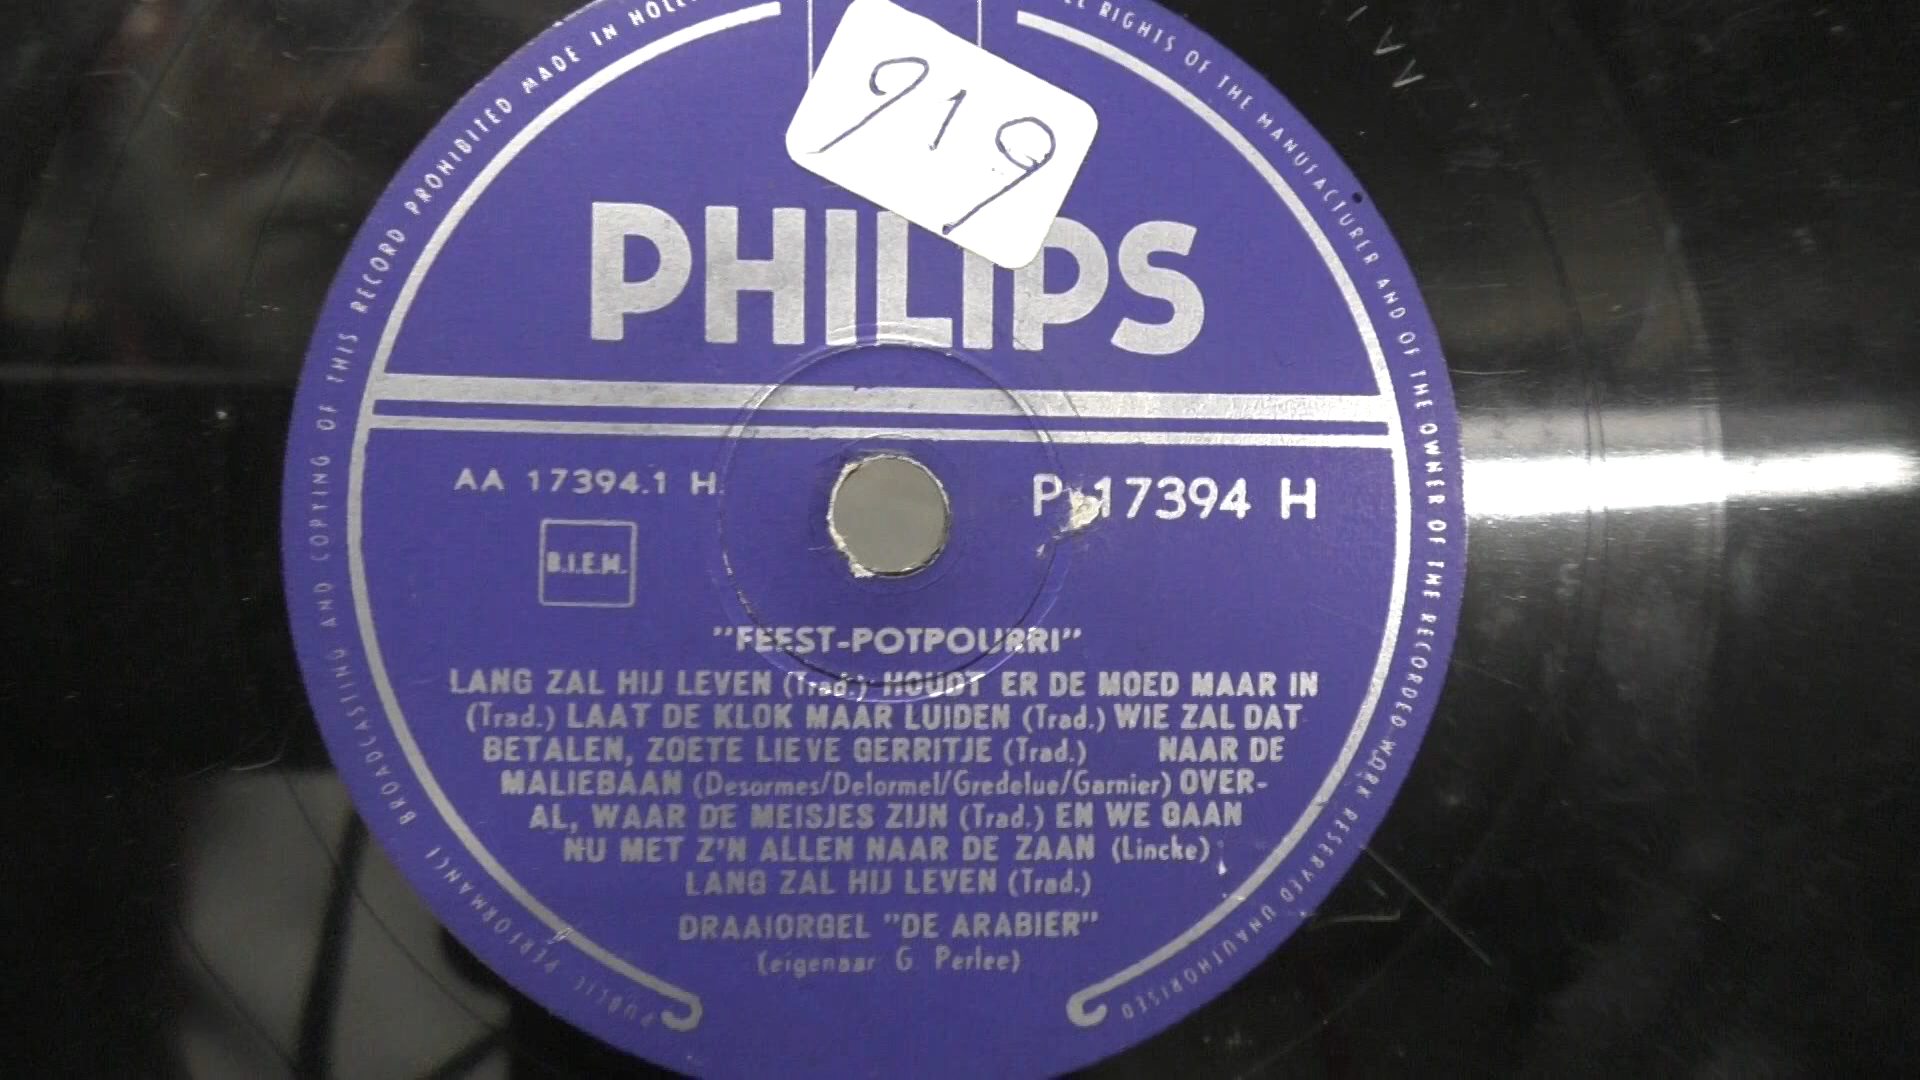 919
PHILIPS
AA 17394.1 H
P 17394 H
B.I.E.M.
"FEEST-POTPOURRI"
LANG ZAL HIJ LEVEN (Trad.) HOUDT ER DE MOED MAAR IN
(Trad.) LAAT DE KLOK MAAR LUIDEN (Trad.) WIE ZAL DAT
BETALEN, ZOETE LIEVE GERRITJE (Trad.) NAAR DE
MALIEBAAN (Desormes/Delormel/Gredelue/Garnier) OVER-
AL, WAAR DE MEISJES ZIJN (Trad.) EN WE GAAN
NU MET Z'N ALLEN NAAR DE ZAAN (Lincke)
LANG ZAL HIJ LEVEN (Trad.)
DRAAIORGEL "DE ARABIER"
(eigenaar G Perlee)
RIGHTS OF THE MANUFACTURER AND OF THE OWNER OF THE RECORDED WORK RESERVED UNAUTHORISED
PUBLIC PERFORMANCE BROADCASTING AND COPYING OF THIS RECORD PROHIBITED MADE IN